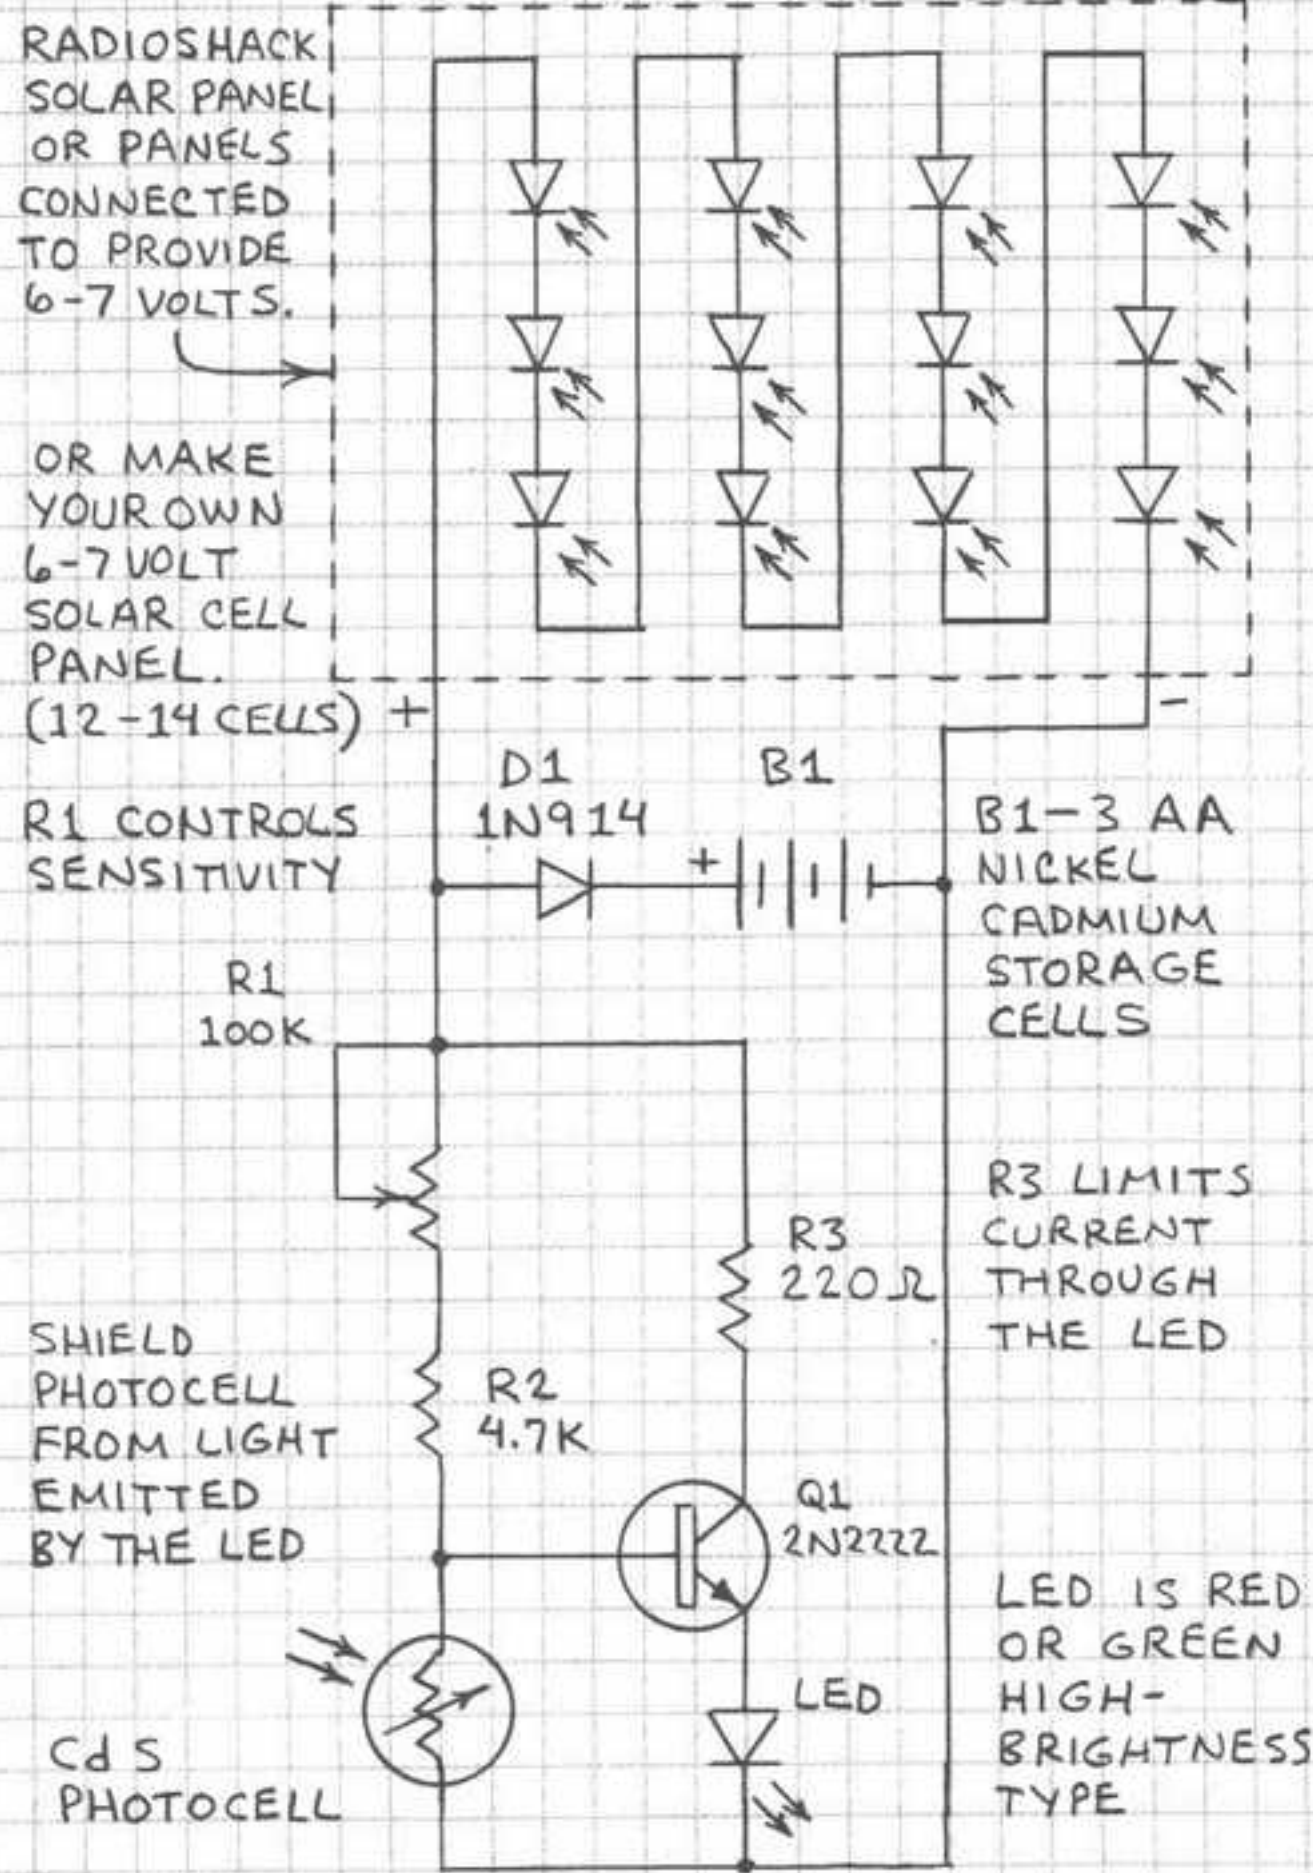 RADIOSHACK
SOLAR PANEL
OR PANELS
CONNECTED
TO PROVIDE
6-7 VOLTS.
OR MAKE
YOUR OWN
6-7 VOLT
SOLAR CELL
PANEL.
(12-14 CELLS) +
-
R1 CONTROLS
SENSITIVITY
D1
1N914
B1
+
B1-3 AA
NICKEL
CADMIUM
STORAGE
CELLS
R1
100K
R3 LIMITS
CURRENT
THROUGH
THE LED
R3
220Ω
SHIELD
PHOTOCELL
FROM LIGHT
EMITTED
BY THE LED
R2
4.7K
Q1
2N2222
LED IS RED
OR GREEN
HIGH-
BRIGHTNESS
TYPE
LED
CdS
PHOTOCELL